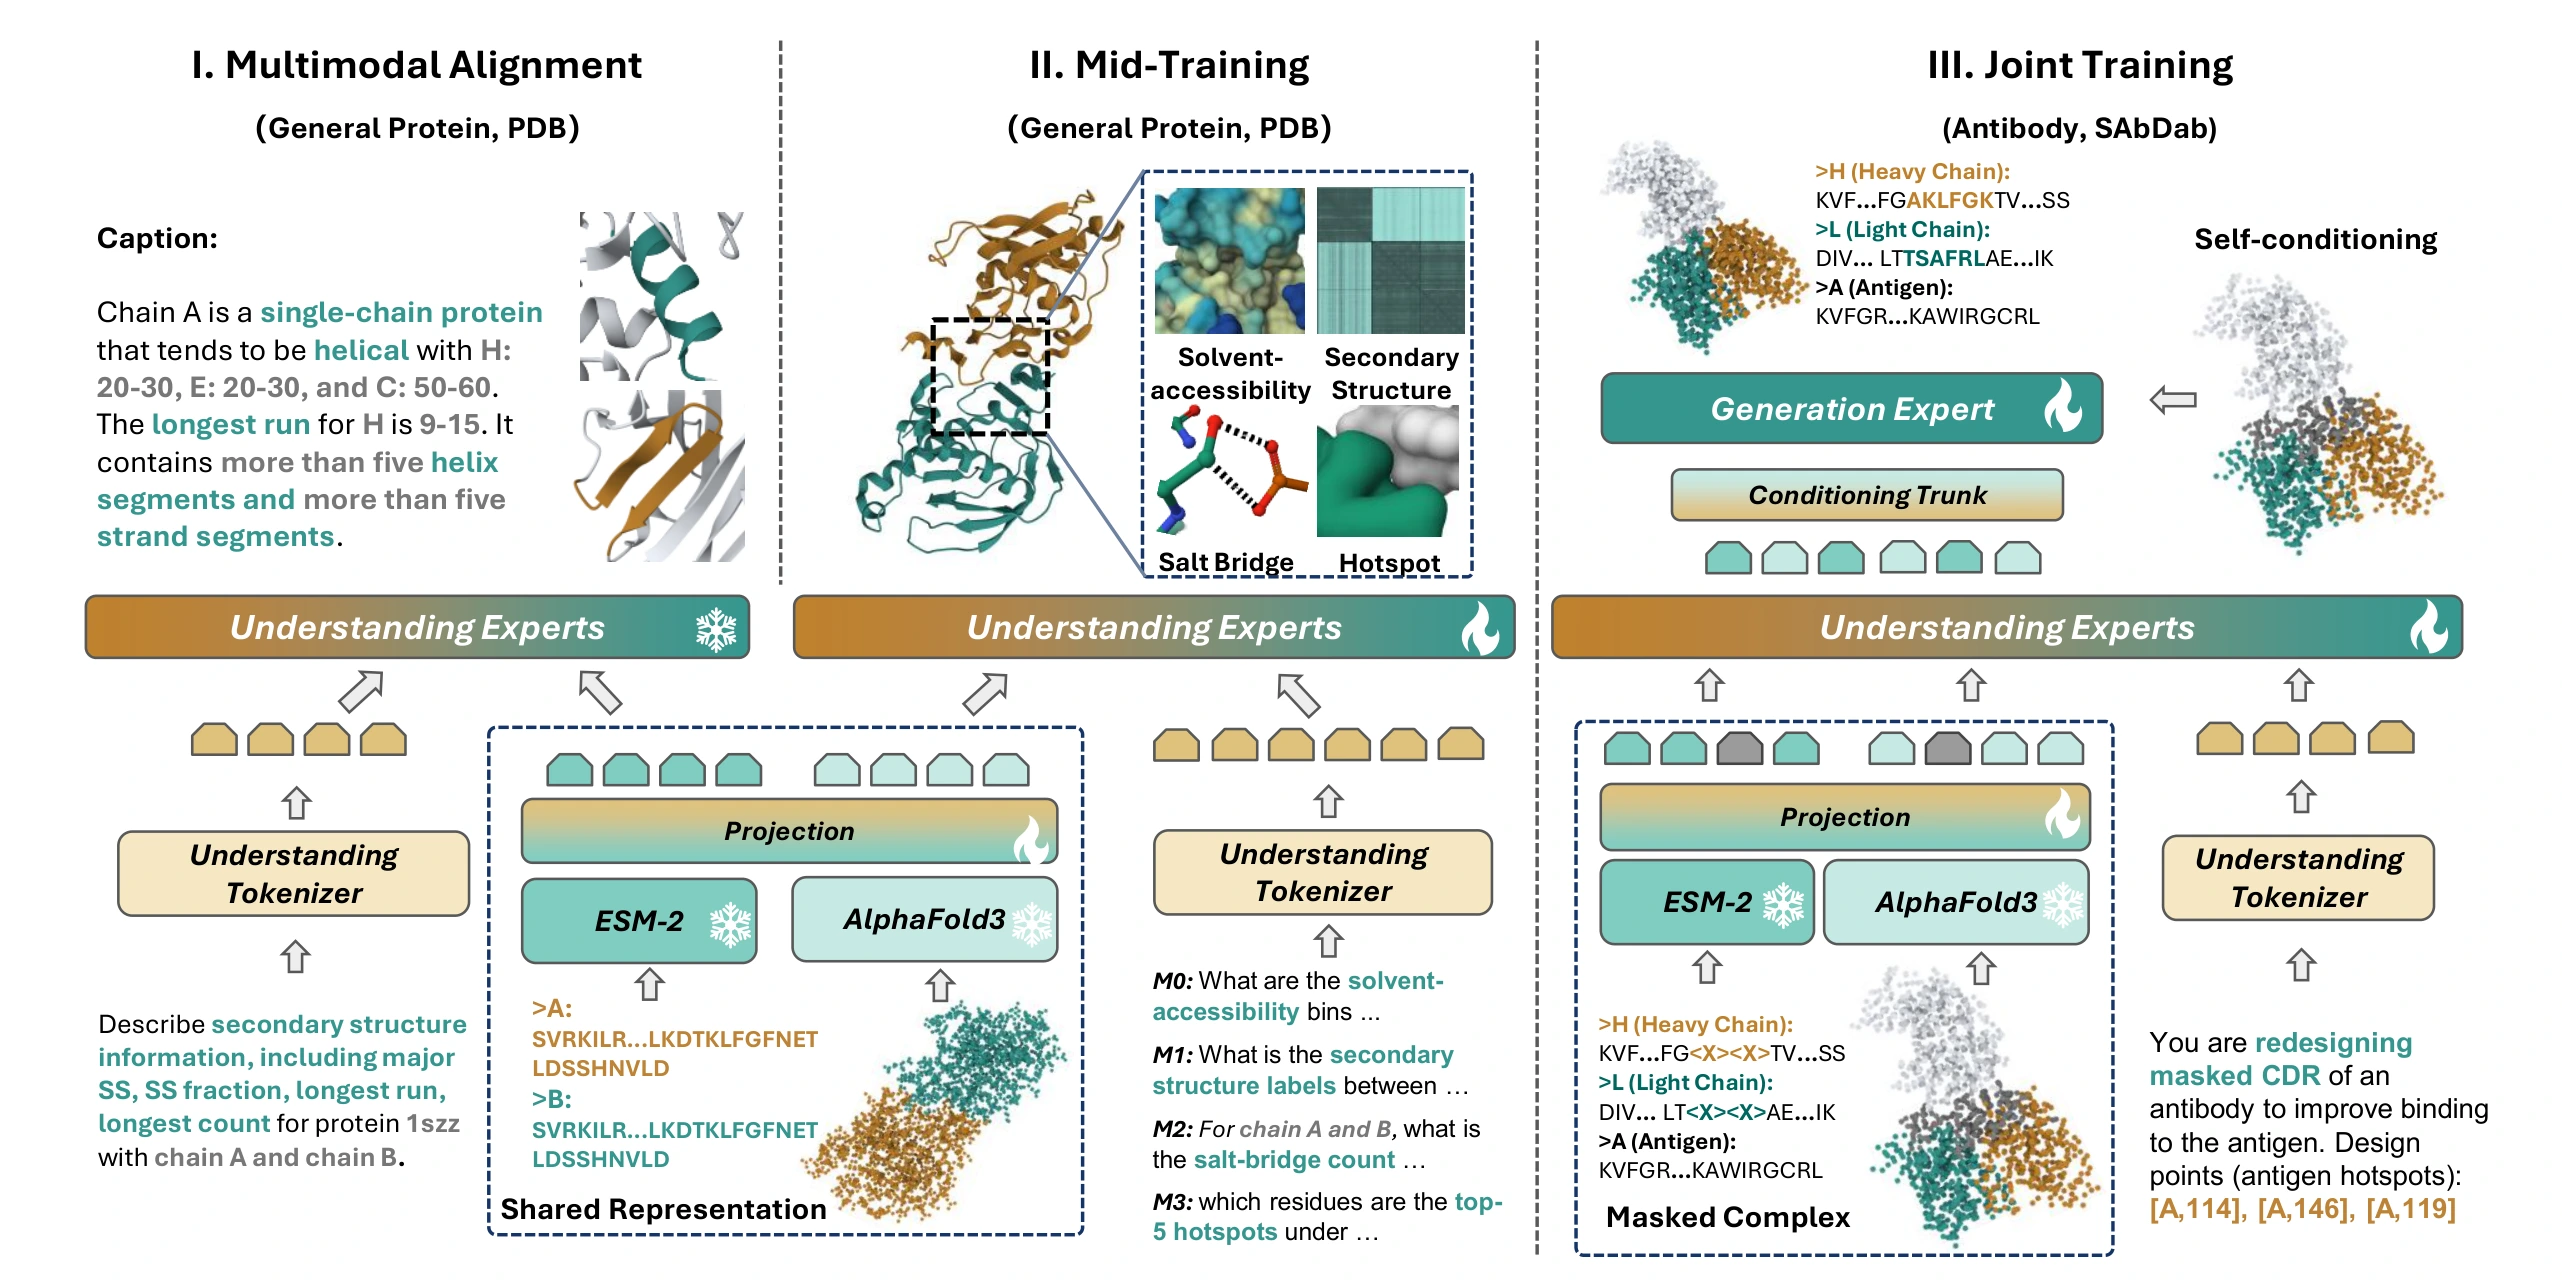 I. Multimodal Alignment
(General Protein, PDB)
Caption:
Chain A is a single-chain protein
that tends to be helical with H:
20-30, E: 20-30, and C: 50-60.
The longest run for H is 9-15. It
contains more than five helix
segments and more than five
strand segments.
Understanding Experts
Understanding
Tokenizer
Describe secondary structure
information, including major
SS, SS fraction, longest run,
longest count for protein 1szz
with chain A and chain B.
Projection
ESM-2
AlphaFold3
>A:
SVRKILR...LKDTKLFGFNET
LDSSHNVLD
>B:
SVRKILR...LKDTKLFGFNET
LDSSHNVLD
Shared Representation
II. Mid-Training
(General Protein, PDB)
Solvent-
accessibility
Secondary
Structure
Salt Bridge
Hotspot
Understanding Experts
Understanding
Tokenizer
M0: What are the solvent-
accessibility bins ...
M1: What is the secondary
structure labels between …
M2: For chain A and B, what is
the salt-bridge count …
M3: which residues are the top-
5 hotspots under …
III. Joint Training
(Antibody, SAbDab)
>H (Heavy Chain):
KVF...FGAKLFGKTV...SS
>L (Light Chain):
DIV... LTTSAFRLAE...IK
>A (Antigen):
KVFGR...KAWIRGCRL
Self-conditioning
Generation Expert
Conditioning Trunk
Understanding Experts
Projection
ESM-2
AlphaFold3
>H (Heavy Chain):
KVF...FG<X><X>TV...SS
>L (Light Chain):
DIV... LT<X><X>AE...IK
>A (Antigen):
KVFGR...KAWIRGCRL
Masked Complex
Understanding
Tokenizer
You are redesigning
masked CDR of an
antibody to improve binding
to the antigen. Design
points (antigen hotspots):
[A,114], [A,146], [A,119]